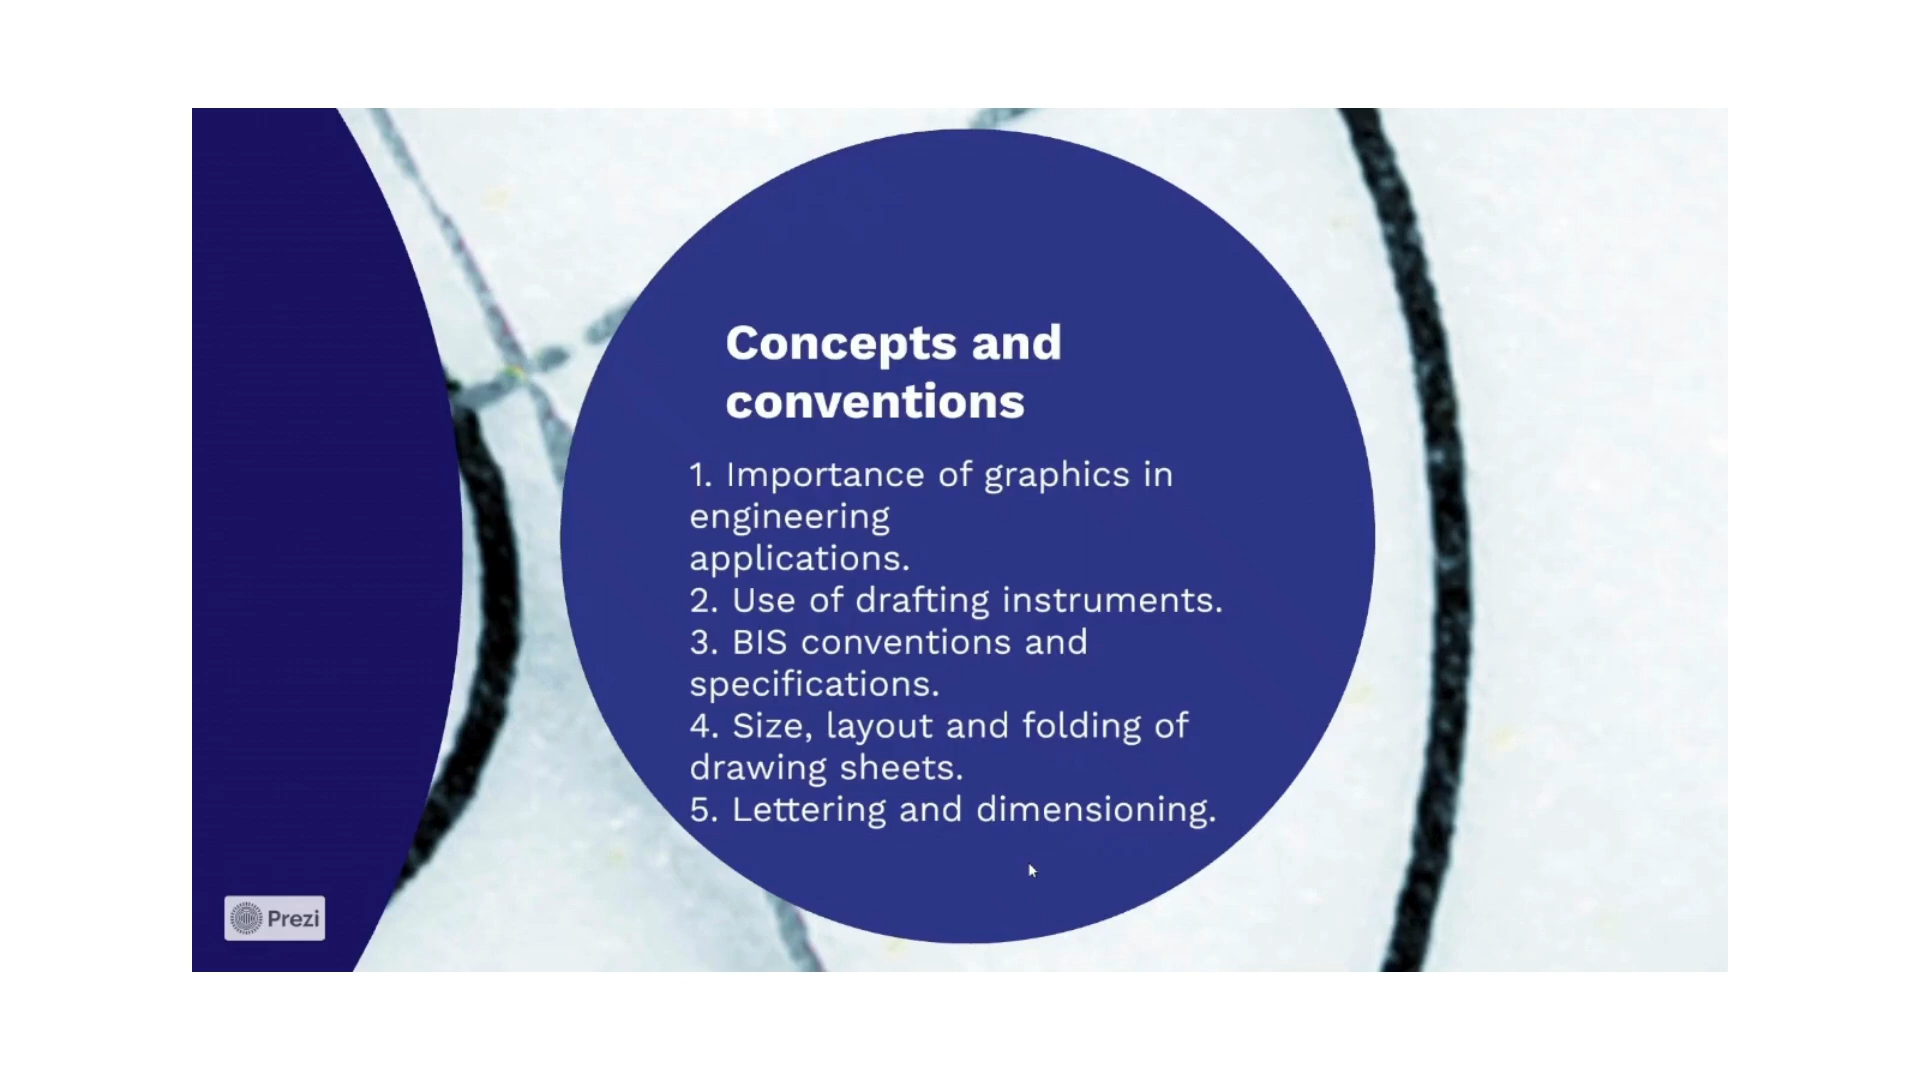 Concepts and
conventions
1. Importance of graphics in
engineering
applications.
2. Use of drafting instruments.
3. BIS conventions and
specifications.
4. Size, layout and folding of
drawing sheets.
5. Lettering and dimensioning.
Prezi